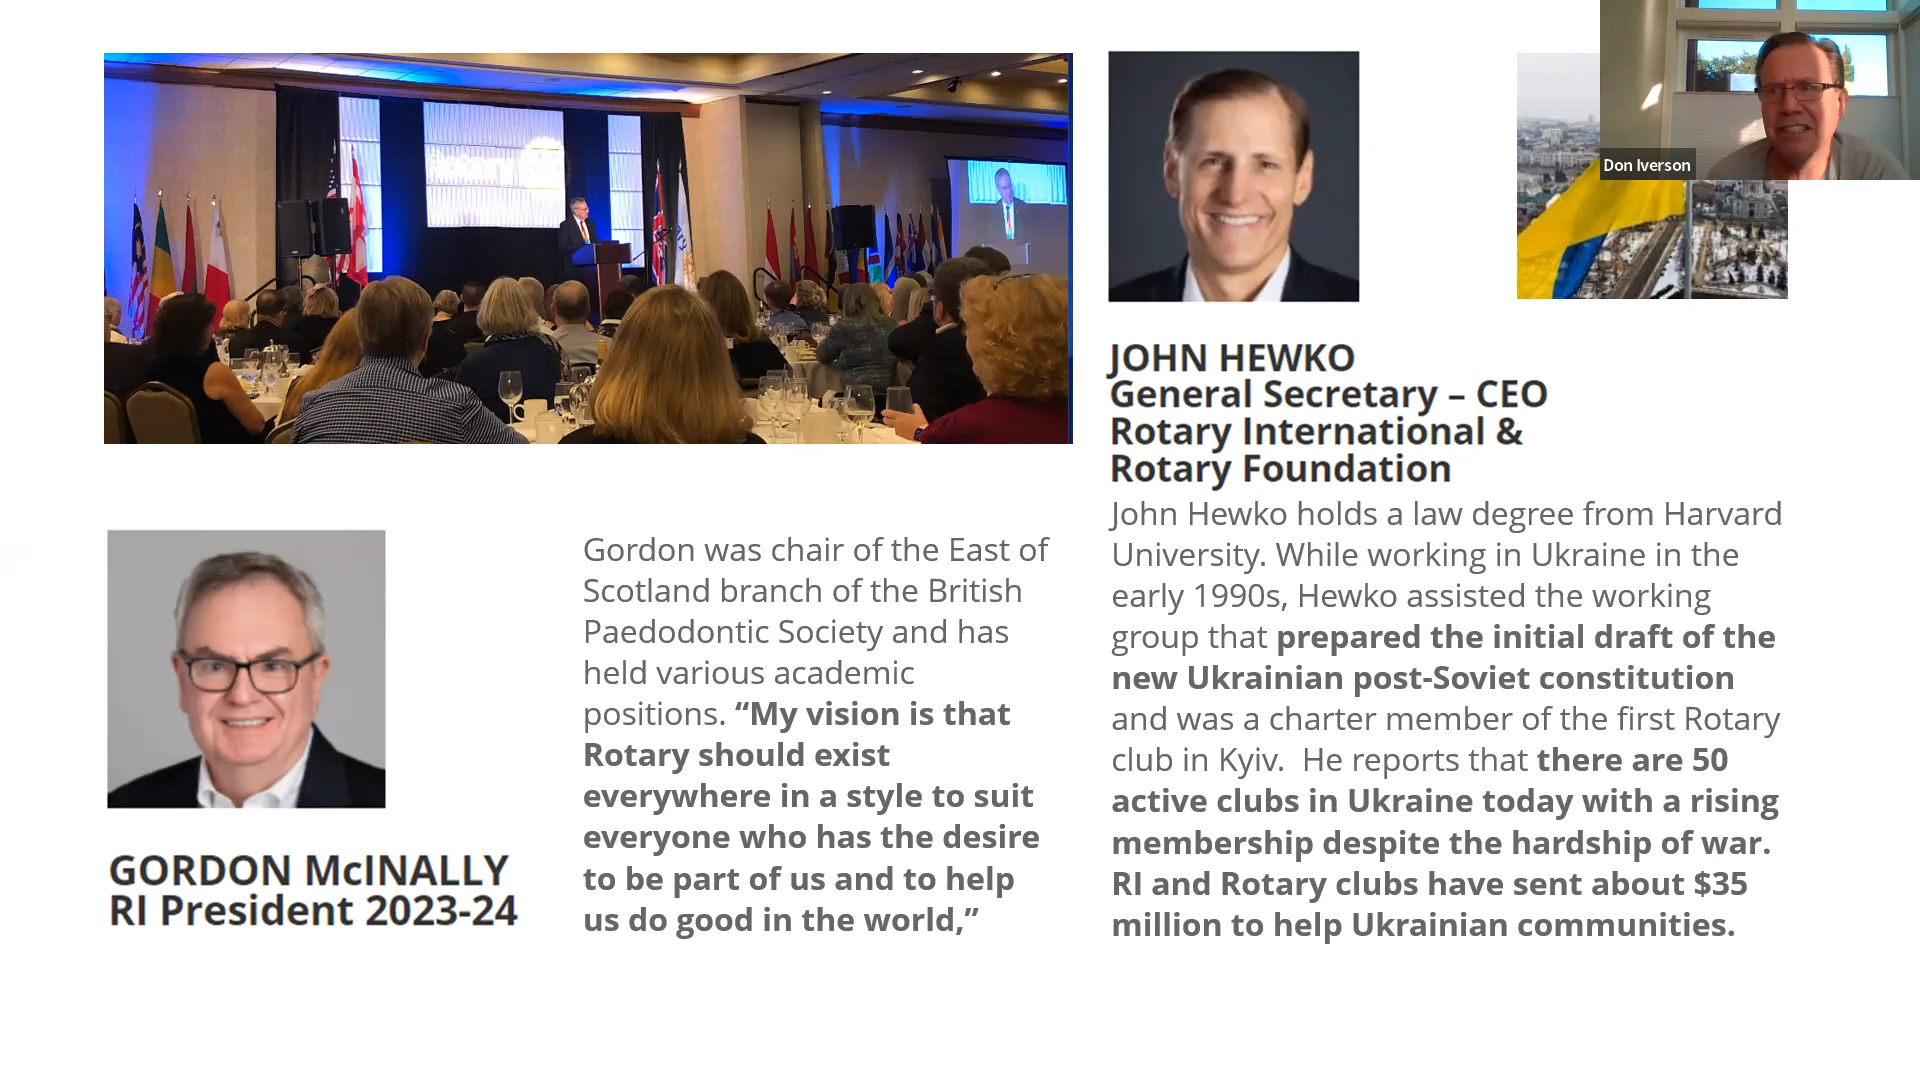 Don Iverson
JOHN HEWKO
General Secretary – CEO
Rotary International &
Rotary Foundation
John Hewko holds a law degree from Harvard
University. While working in Ukraine in the
early 1990s, Hewko assisted the working
group that prepared the initial draft of the
new Ukrainian post-Soviet constitution
and was a charter member of the first Rotary
club in Kyiv.  He reports that there are 50
active clubs in Ukraine today with a rising
membership despite the hardship of war.
RI and Rotary clubs have sent about $35
million to help Ukrainian communities.
GORDON McINALLY
RI President 2023-24
Gordon was chair of the East of
Scotland branch of the British
Paedodontic Society and has
held various academic
positions. “My vision is that
Rotary should exist
everywhere in a style to suit
everyone who has the desire
to be part of us and to help
us do good in the world,”